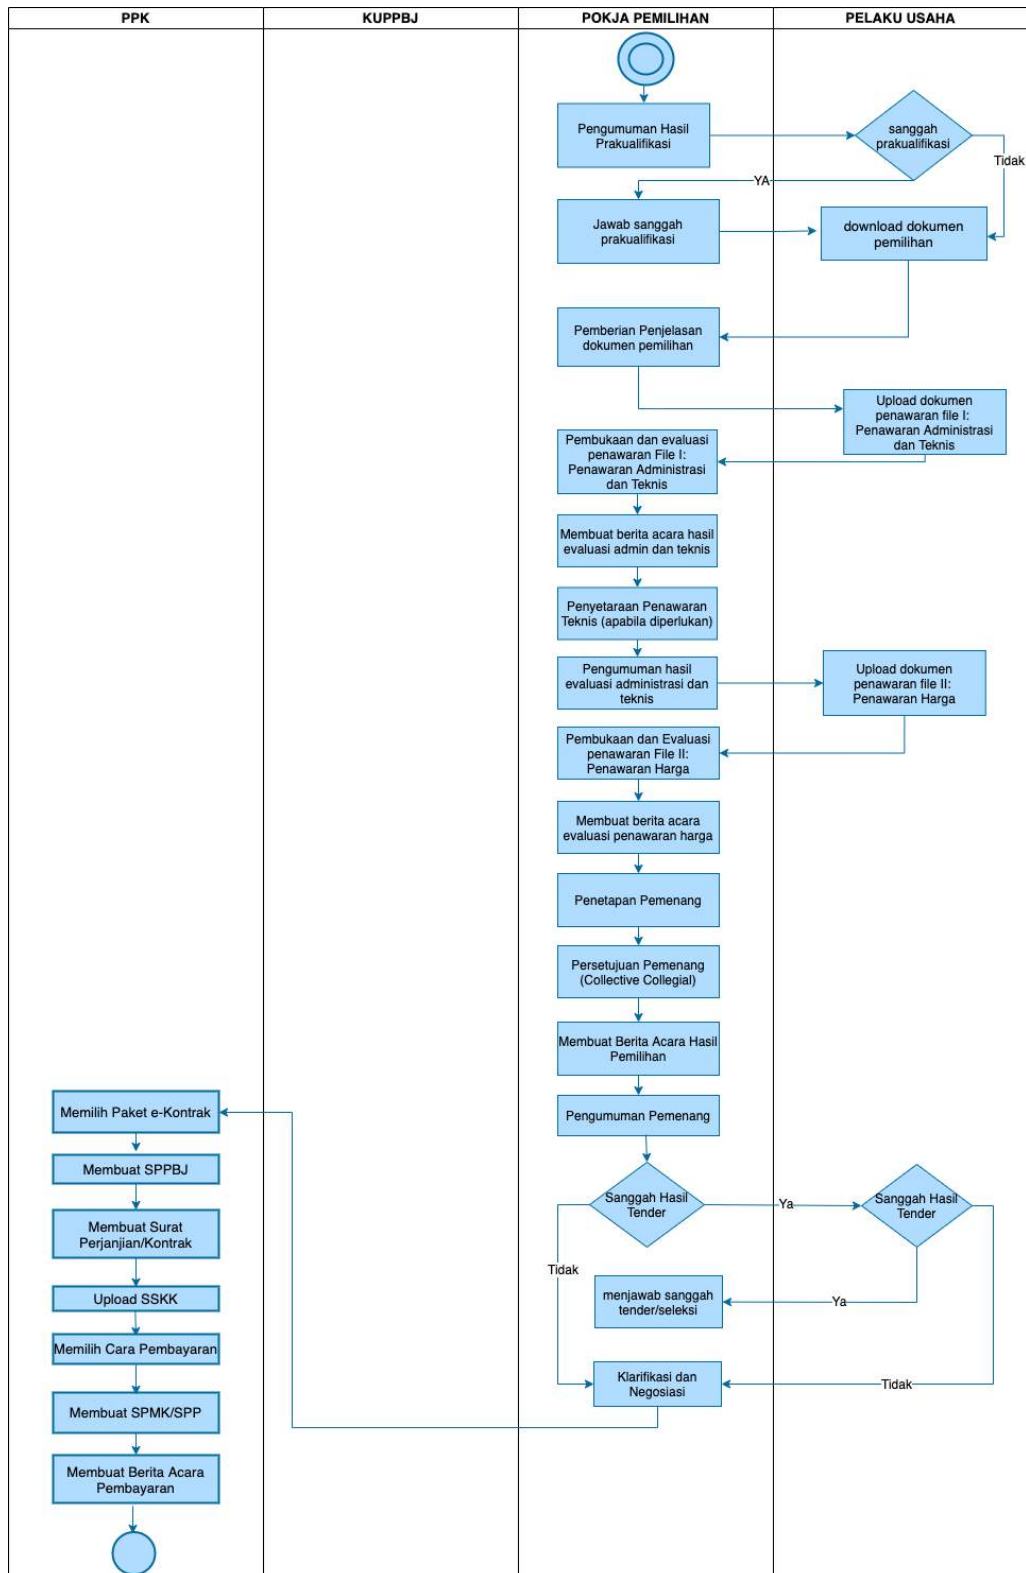 PPK
KUPPBJ
POKJA PEMILIHAN
PELAKU USAHA
Pengumuman Hasil
Prakualifikasi
sanggah
prakualifikasi
Tidak
YA
Jawab sanggah
prakualifikasi
download dokumen
pemilihan
Pemberian Penjelasan
dokumen pemilihan
Upload dokumen
penawaran file I:
Penawaran Administrasi
dan Teknis
Pembukaan dan evaluasi
penawaran File I:
Penawaran Administrasi
dan Teknis
Membuat berita acara hasil
evaluasi admin dan teknis
Penyetaraan Penawaran
Teknis (apabila diperlukan)
Pengumuman hasil
evaluasi administrasi dan
teknis
Upload dokumen
penawaran file II:
Penawaran Harga
Pembukaan dan Evaluasi
penawaran File II:
Penawaran Harga
Membuat berita acara
evaluasi penawaran harga
Penetapan Pemenang
Persetujuan Pemenang
(Collective Collegial)
Membuat Berita Acara Hasil
Pemilihan
Pengumuman Pemenang
Sanggah Hasil
Tender
Ya
Sanggah Hasil
Tender
Tidak
menjawab sanggah
tender/seleksi
Ya
Klarifikasi dan
Negosiasi
Tidak
Memilih Paket e-Kontrak
Membuat SPPBJ
Membuat Surat
Perjanjian/Kontrak
Upload SSKK
Memilih Cara Pembayaran
Membuat SPMK/SPP
Membuat Berita Acara
Pembayaran